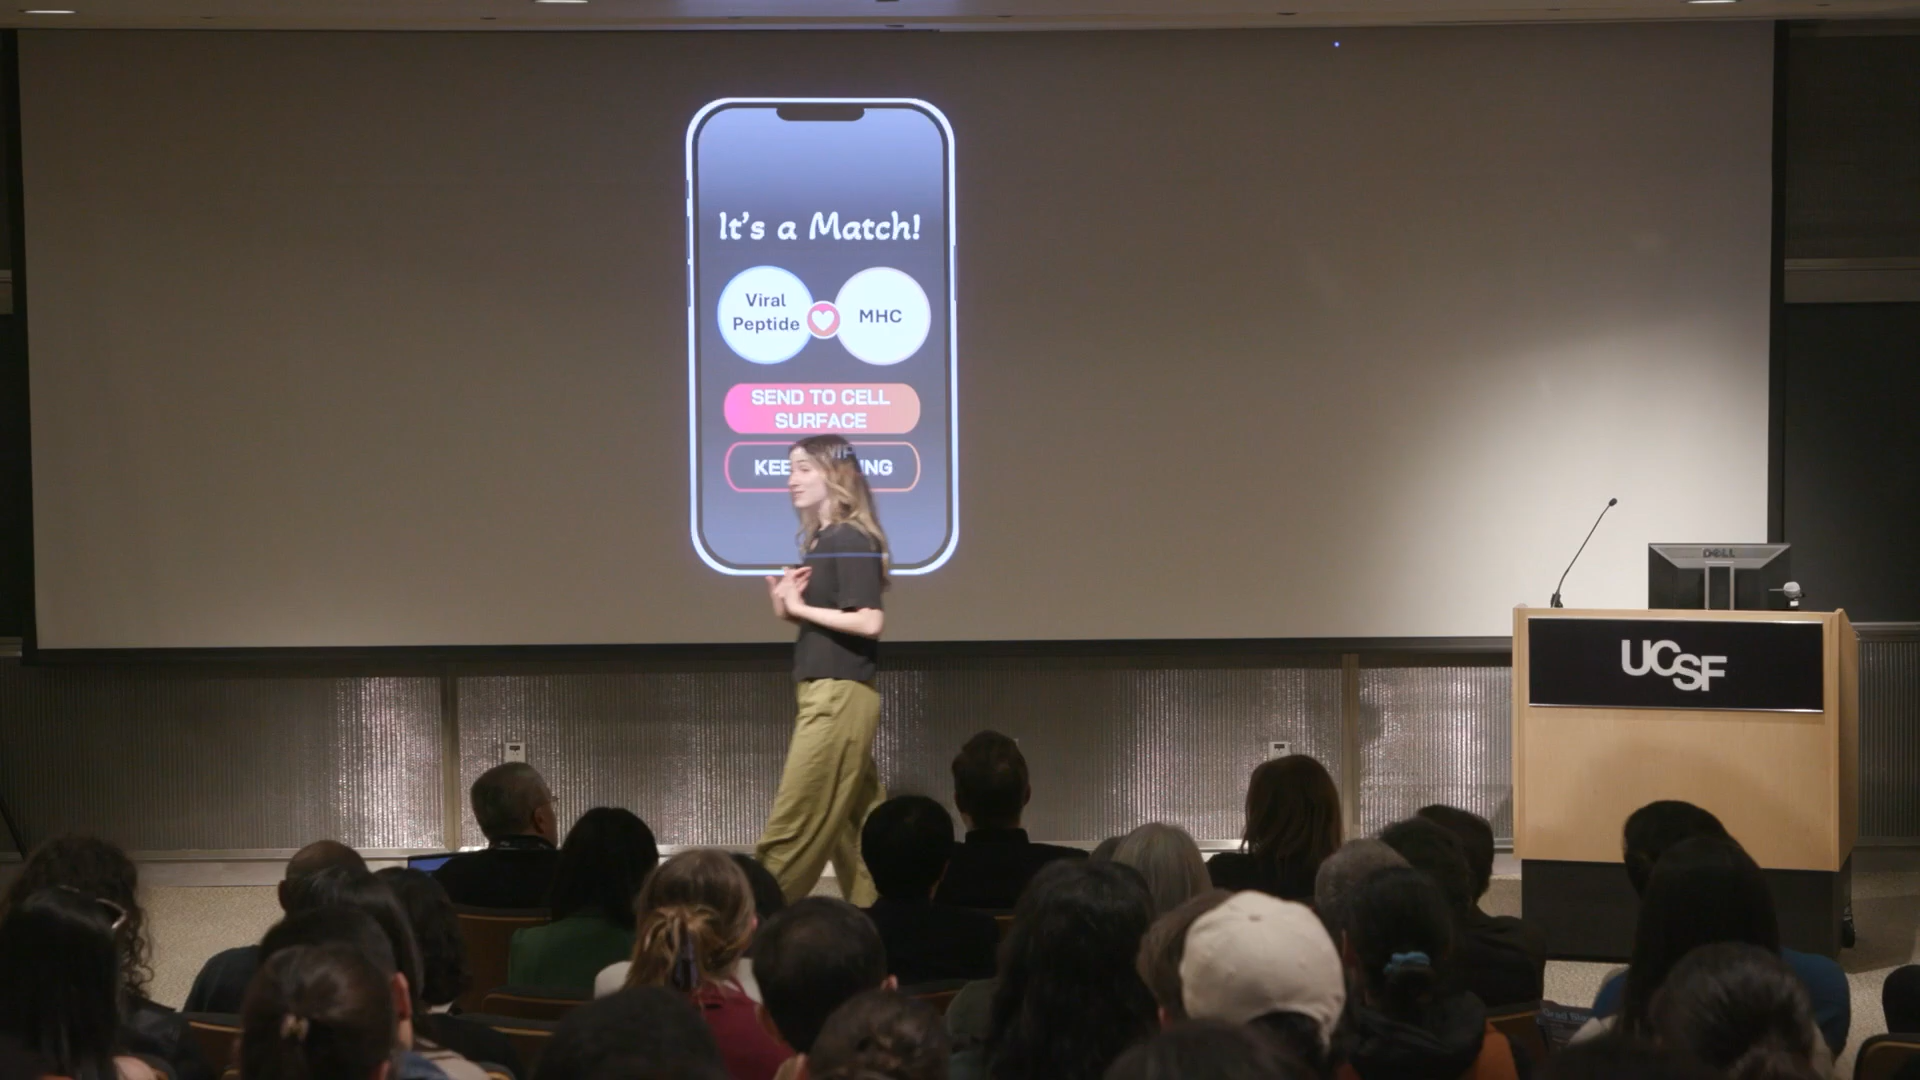 It's a Match!
Viral
Peptide
MHC
SEND TO CELL
SURFACE
DELL
UCSF